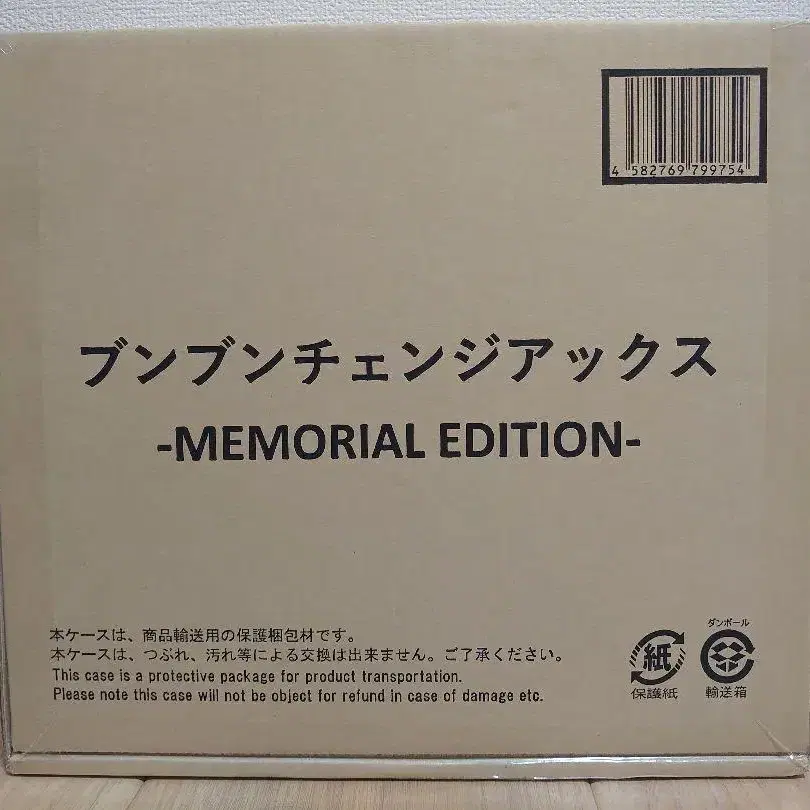 4 582769 799754
ブンブンチェンジアックス
-MEMORIAL EDITION-
本ケースは、商品輸送用の保護梱包材です。
本ケースは、つぶれ、汚れ等による交換は出来ません。ご了承ください。
This case is a protective package for product transportation.
Please note this case will not be object for refund in case of damage etc.
紙
保護紙
ダンボール
輸送箱